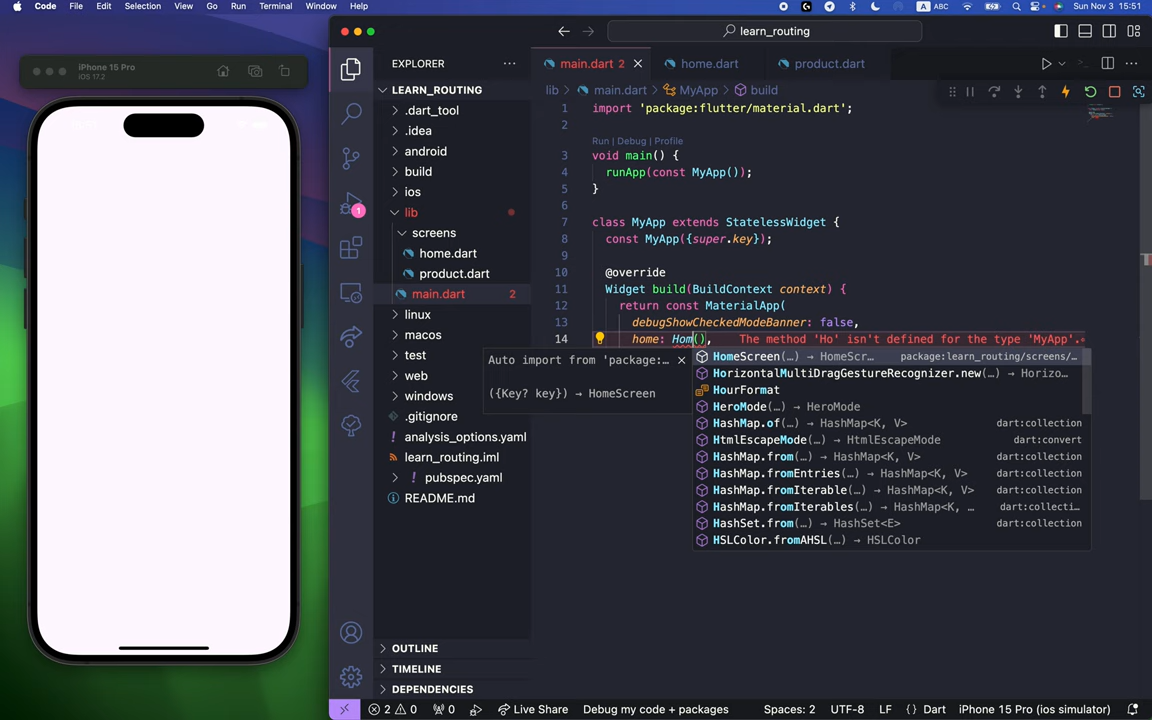 Code File Edit Selection View Go Run Terminal Window Help
A ABC
Sun Nov 3 15:51
iPhone 15 Pro
iOS 17.2
learn_routing
EXPLORER
LEARN_ROUTING
.dart_tool
.idea
android
build
ios
lib
screens
home.dart
product.dart
main.dart 2
linux
macos
test
web
windows
.gitignore
! analysis_options.yaml
learn_routing.iml
! pubspec.yaml
README.md
OUTLINE
TIMELINE
DEPENDENCIES
1
main.dart 2
home.dart
product.dart
lib > main.dart > MyApp > build
1 import 'package:flutter/material.dart';
2
Run | Debug | Profile
3 void main() {
4 runApp(const MyApp());
5 }
6
7 class MyApp extends StatelessWidget {
8 const MyApp({super.key});
9
10 @override
11 Widget build(BuildContext context) {
12 return const MaterialApp(
13 debugShowCheckedModeBanner: false,
14 home: Hom(), The method 'Ho' isn't defined for the type 'MyApp'.
Auto import from 'package:…
({Key? key}) → HomeScreen
HomeScreen(…) → HomeScr… package:learn_routing/screens/…
HorizontalMultiDragGestureRecognizer.new(…) → Horizo…
HourFormat
HeroMode(…) → HeroMode
HashMap.of(…) → HashMap<K, V> dart:collection
HtmlEscapeMode(…) → HtmlEscapeMode dart:convert
HashMap.from(…) → HashMap<K, V> dart:collection
HashMap.fromEntries(…) → HashMap<K, V> dart:collection
HashMap.fromIterable(…) → HashMap<K, V> dart:collection
HashMap.fromIterables(…) → HashMap<K, … dart:collecti…
HashSet.from(…) → HashSet<E> dart:collection
HSLColor.fromAHSL(…) → HSLColor
2 0 0 Live Share Debug my code + packages Spaces: 2 UTF-8 LF {} Dart iPhone 15 Pro (ios simulator)